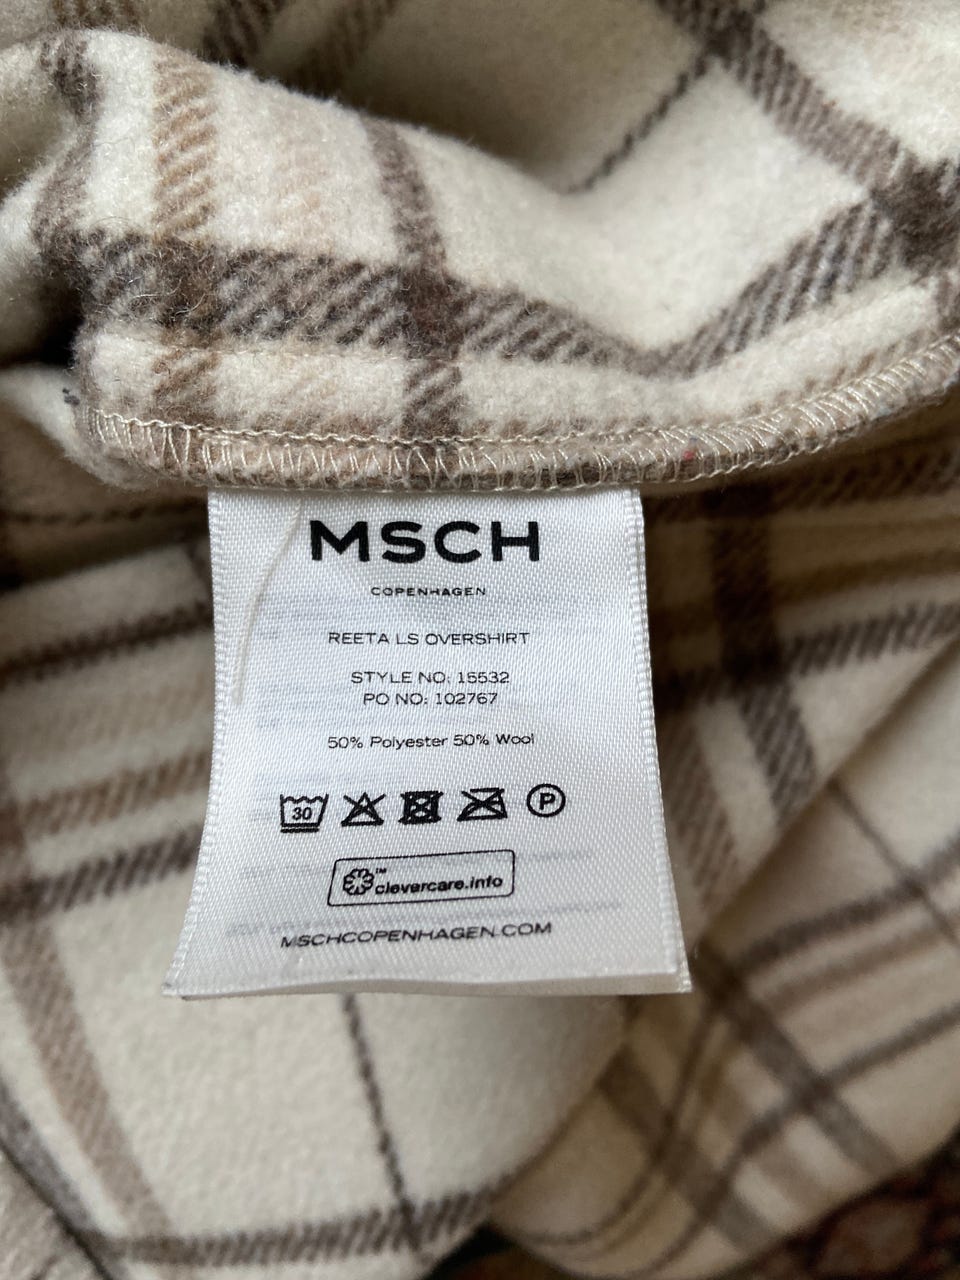 MSCH
COPENHAGEN
REETA LS OVERSHIRT
STYLE NO: 15532
PO NO: 102767
50% Polyester 50% Wool
30 P
™ clevercare.info
MSCHCOPENHAGEN.COM